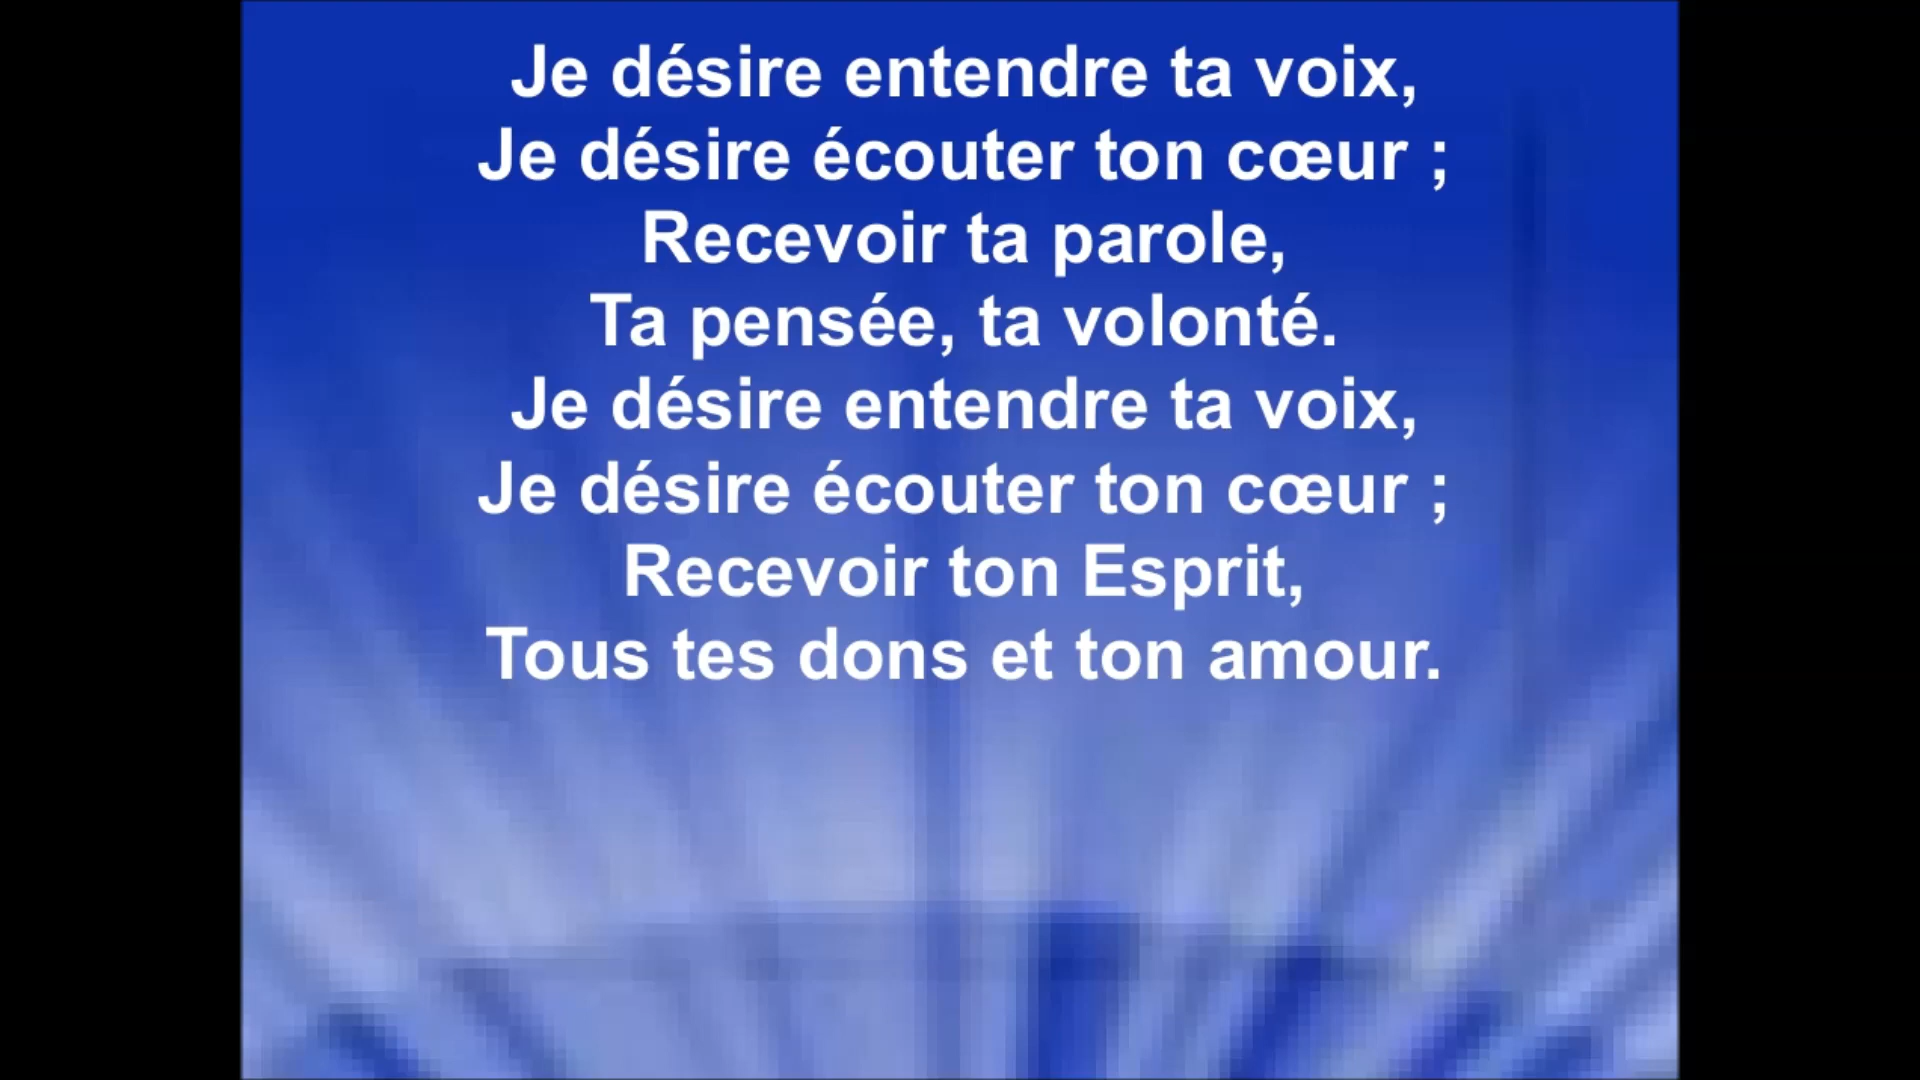 Je désire entendre ta voix,
Je désire écouter ton cœur ;
Recevoir ta parole,
Ta pensée, ta volonté.
Je désire entendre ta voix,
Je désire écouter ton cœur ;
Recevoir ton Esprit,
Tous tes dons et ton amour.